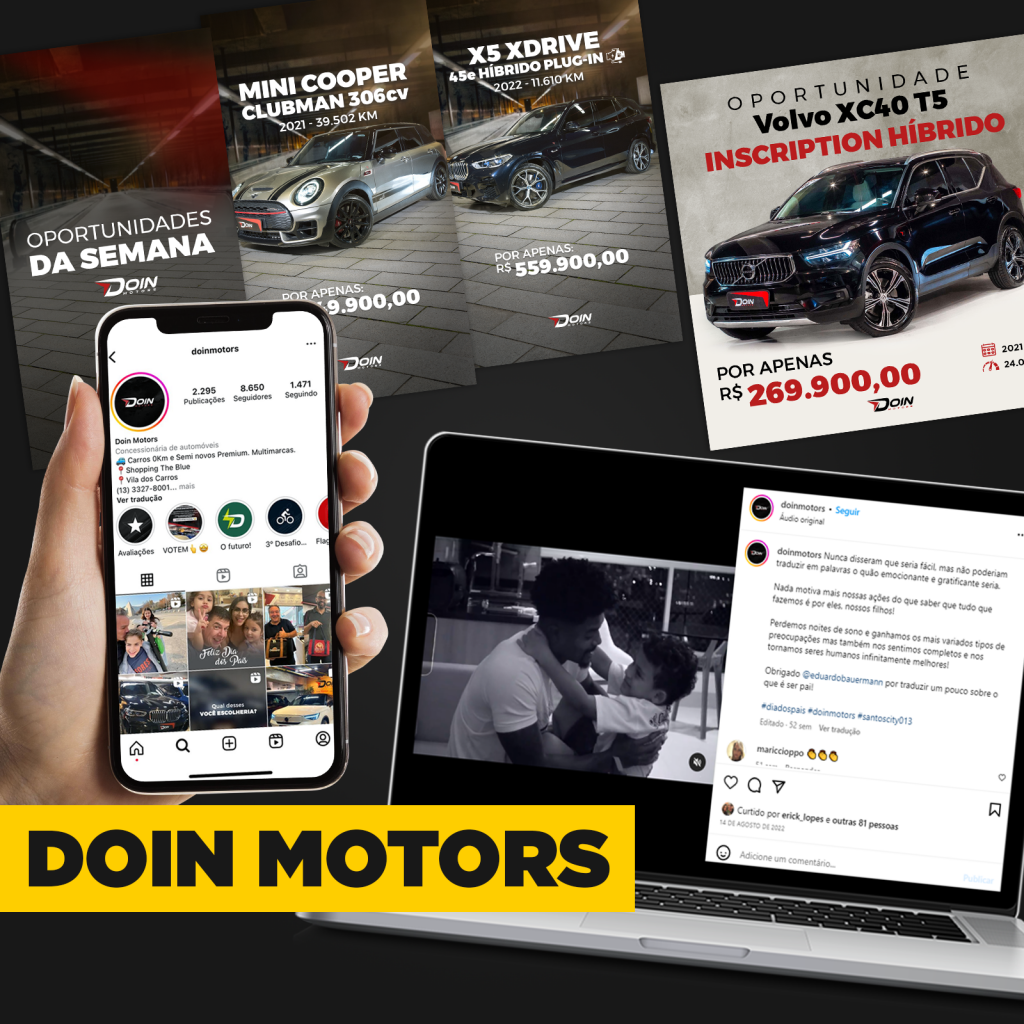 OPORTUNIDADES
DA SEMANA
DOIN
MOTORS
MINI COOPER
CLUBMAN 306cv
2021 - 39.502 KM
POR APENAS:
9.900,00
DOIN
MOTORS
X5 XDRIVE
45e HÍBRIDO PLUG-IN
2022 - 11.610 KM
POR APENAS:
R$ 559.900,00
DOIN
MOTORS
OPORTUNIDADE
Volvo XC40 T5
INSCRIPTION HÍBRIDO
DOIN
POR APENAS
R$ 269.900,00
2021
24.0
DOIN
MOTORS
doinmotors
DOIN
2.295 8.650 1.471
Publicações Seguidores Seguindo
Doin Motors
Concessionária de automóveis
Carros 0Km e Semi novos Premium. Multimarcas.
Shopping The Blue
Vila dos Carros
(13) 3327-8001... mais
Ver tradução
Avaliações VOTEM O futuro! 3º Desafio... Flag
Feliz Dia
dos Pais
Qual desses
VOCÊ ESCOLHERIA?
doinmotors • Seguir
Áudio original
doinmotors Nunca disseram que seria fácil, mas não poderiam
traduzir em palavras o quão emocionante e gratificante seria.
Nada motiva mais nossas ações do que saber que tudo que
fazemos é por eles, nossos filhos!
Perdemos noites de sono e ganhamos os mais variados tipos de
preocupações mas também nos sentimos completos e nos
tornamos seres humanos infinitamente melhores!
Obrigado @eduardobauermann por traduzir um pouco sobre o
que é ser pai!
#diadospais #doinmotors #santoscity013
Editado · 52 sem Ver tradução
mariccioppo 👏👏👏
Curtido por erick_lopes e outras 81 pessoas
14 DE AGOSTO DE 2022
Adicione um comentário...
Publicar
DOIN MOTORS